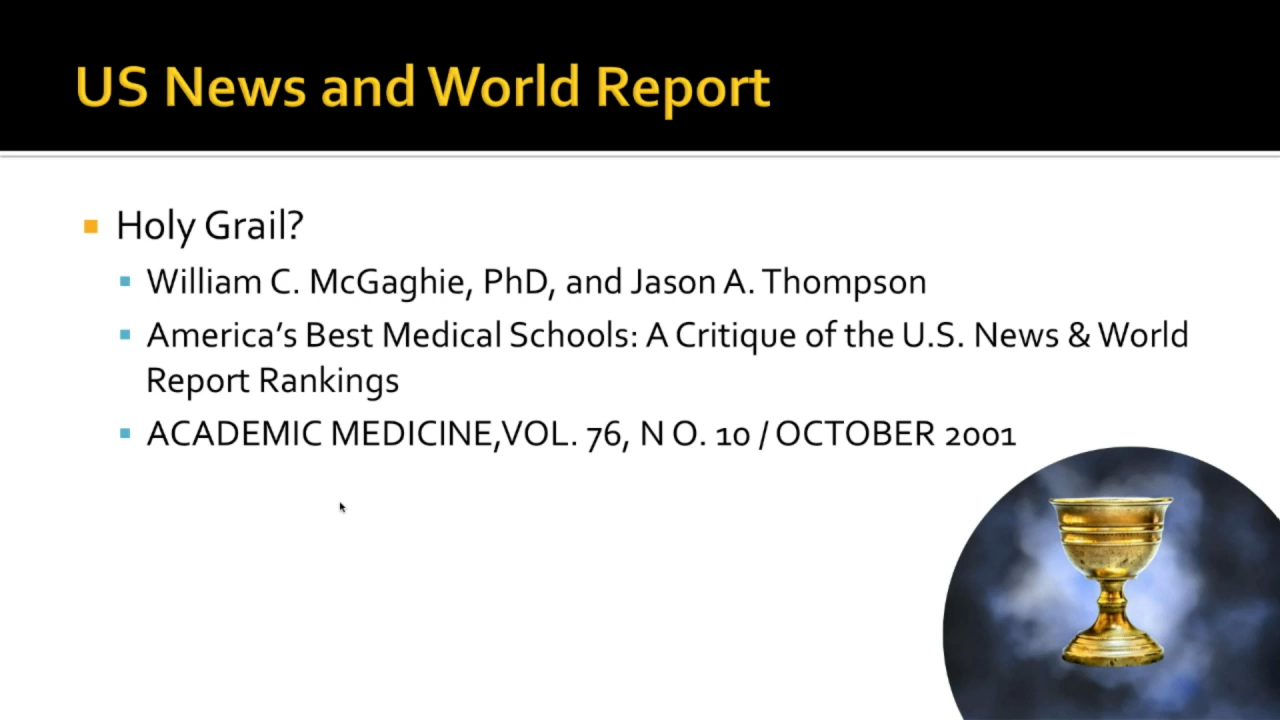 US News and World Report
Holy Grail?
William C. McGaghie, PhD, and Jason A. Thompson
America’s Best Medical Schools: A Critique of the U.S. News & World
Report Rankings
ACADEMIC MEDICINE,VOL. 76, N O. 10 / OCTOBER 2001